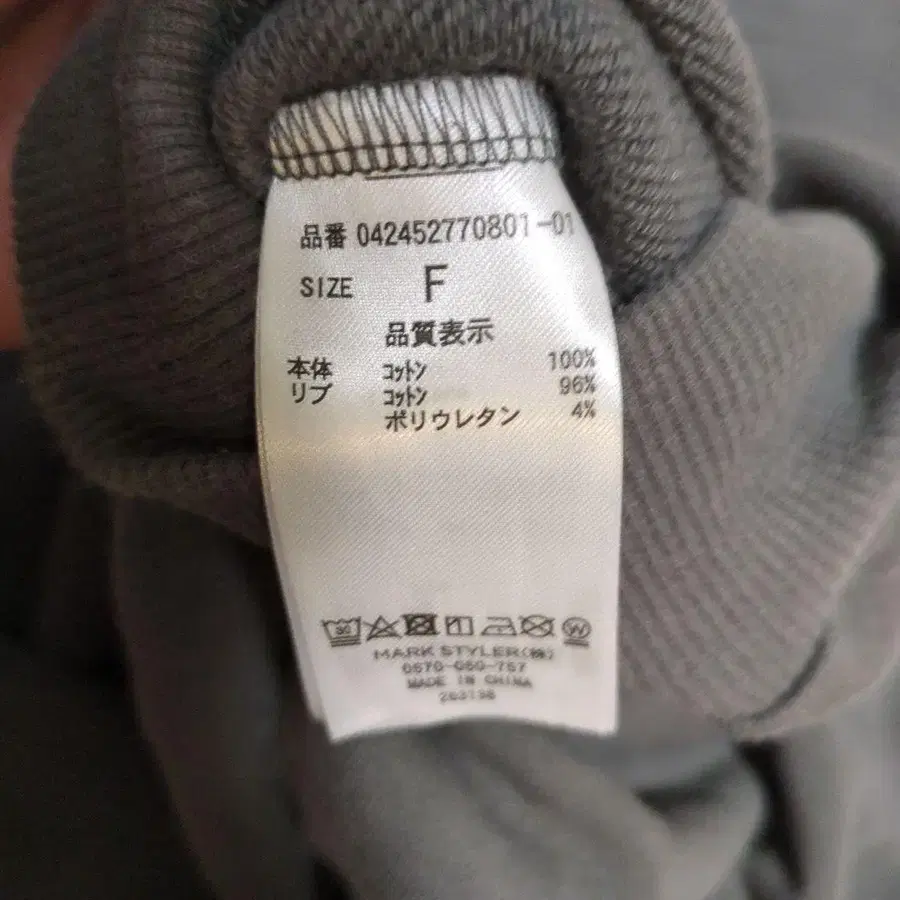 品番 042452770801-01
SIZE F
品質表示
本体 ｺｯﾄﾝ 100%
リブ ｺｯﾄﾝ 96%
ポリウレタン 4%
30
MARK STYLER(株)
0570-060-767
MADE IN CHINA